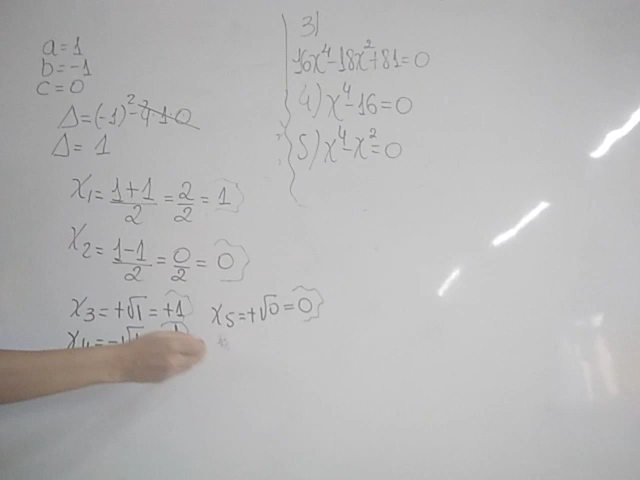 a=1
b=-1
c=0
Δ=(-1)²-4·1·0
Δ=1
x₁=1+1/2=2/2=1
x₂=1-1/2=0/2=0
x₃=+√1=+1
x₅=+√0=0
x₄=-√1
3)
16x⁴-18x²+81=0
4) x⁴-16=0
5) x⁴-x²=0